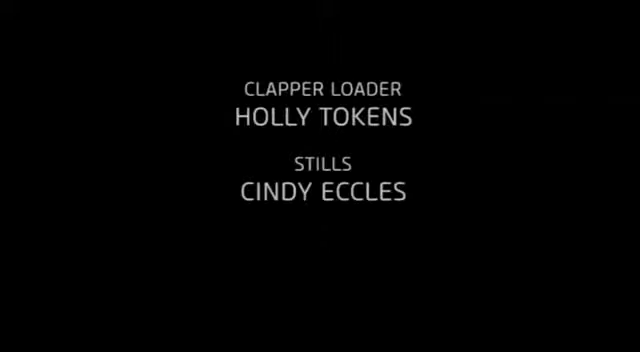 CLAPPER LOADER
HOLLY TOKENS
STILLS
CINDY ECCLES